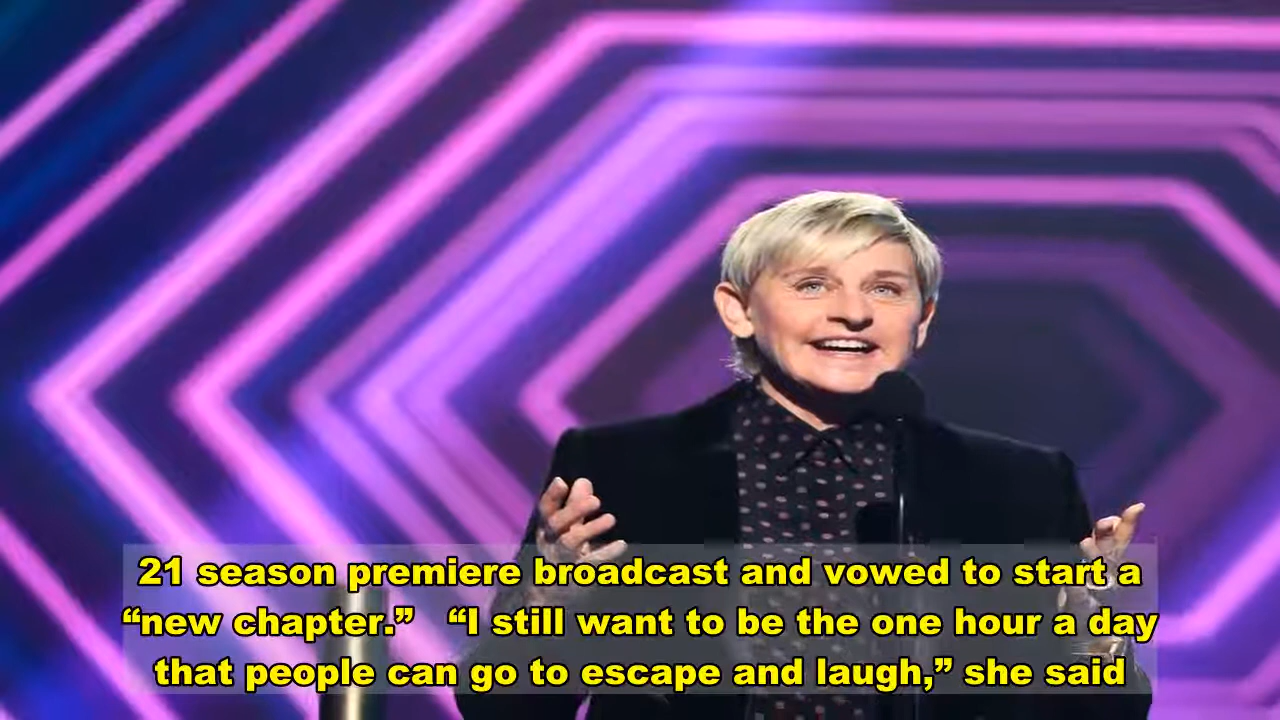 21 season premiere broadcast and vowed to start a
“new chapter.”   “I still want to be the one hour a day
that people can go to escape and laugh,” she said